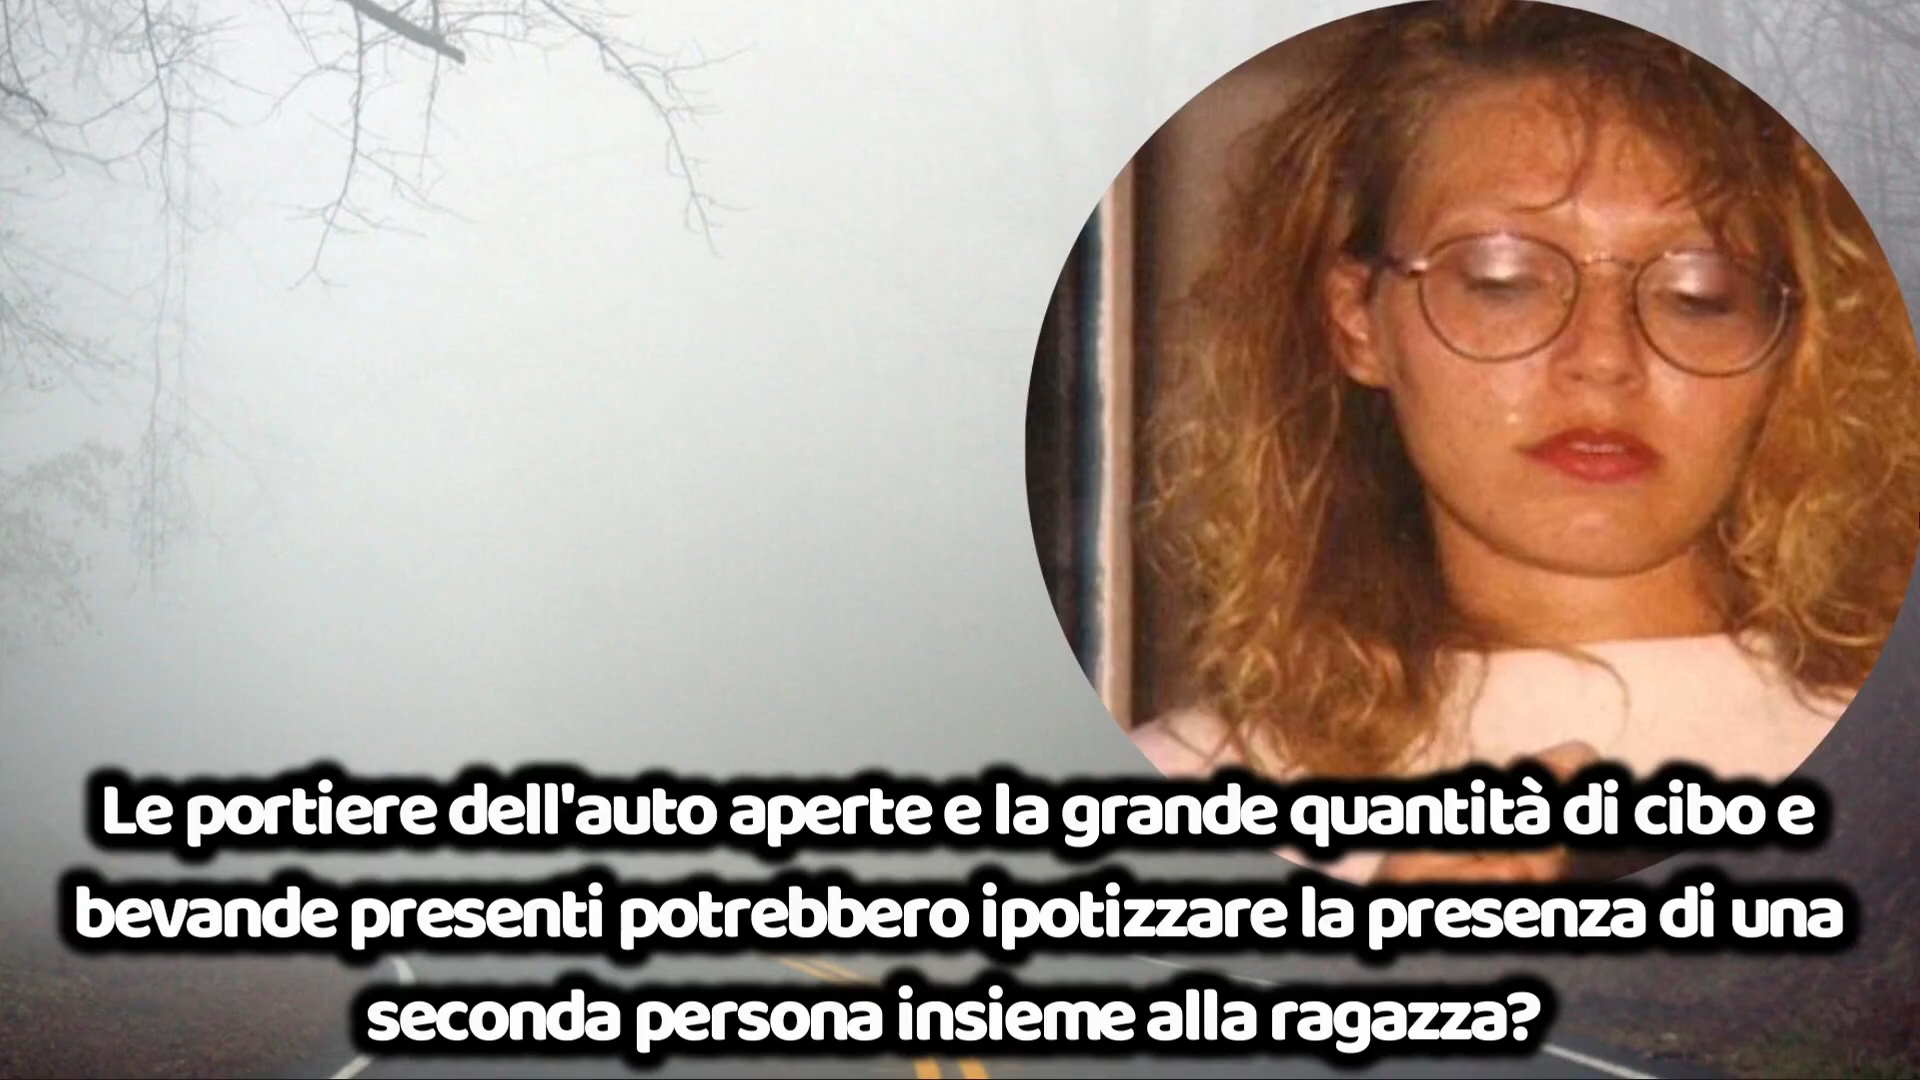 Le portiere dell'auto aperte e la grande quantità di cibo e
bevande presenti potrebbero ipotizzare la presenza di una
seconda persona insieme alla ragazza?